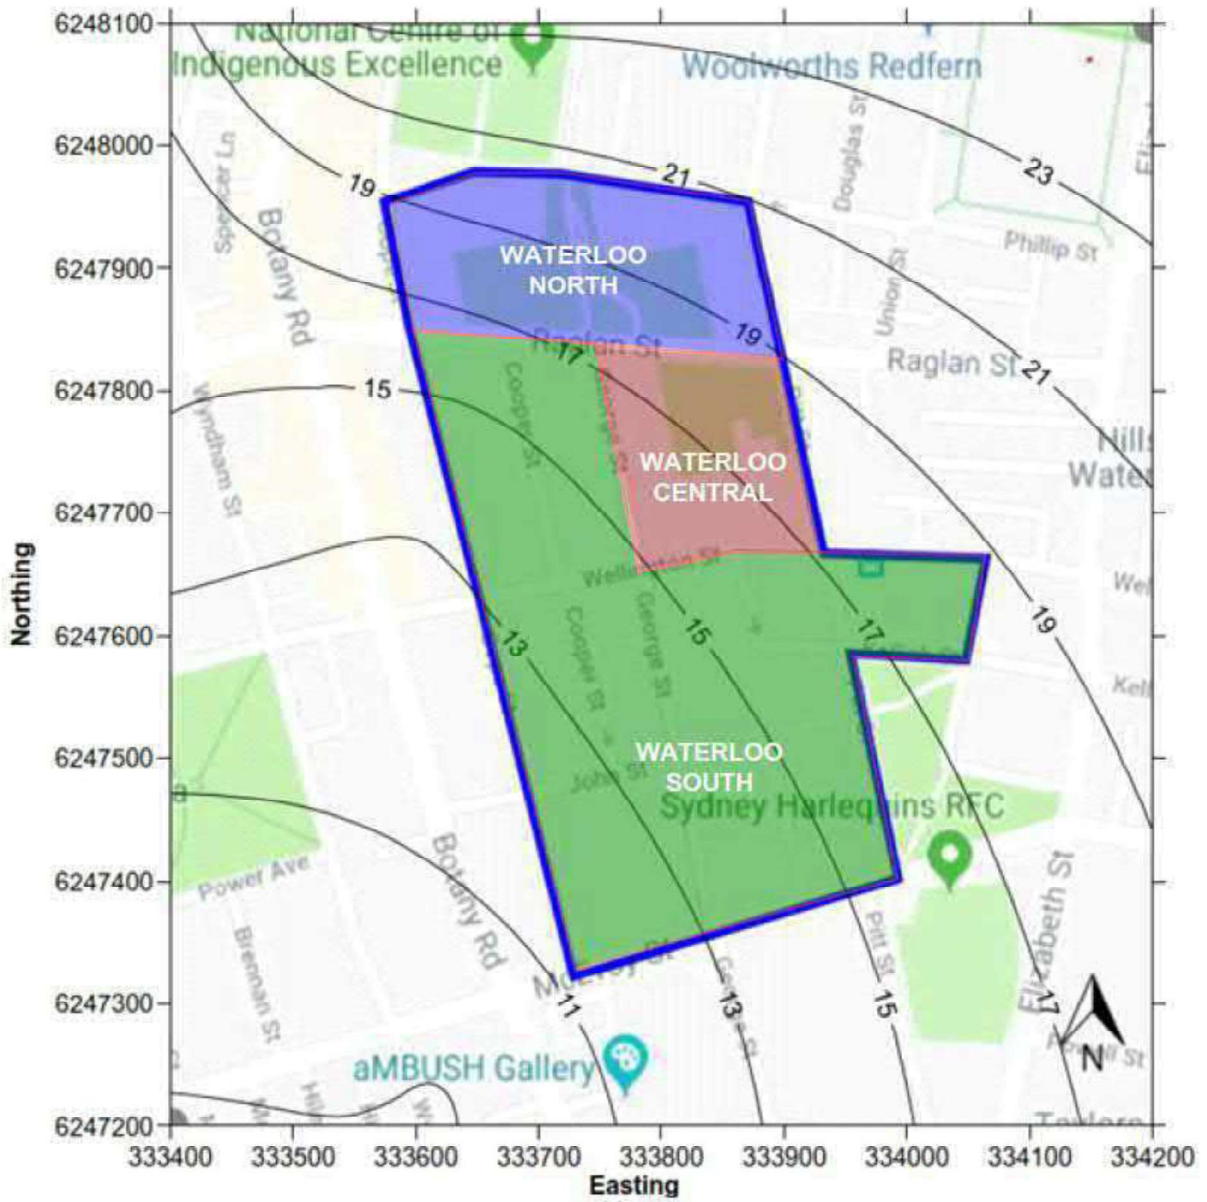 6248100
National Centre of
Indigenous Excellence
Woolworths Redfern
6248000
Spencer Ln
Douglas St
19
21
23
Botany Rd
6247900
WATERLOO
NORTH
Phillip St
Union St
Raglan St
17
19
Raglan St
21
6247800
15
Wyndham St
Cooper St
George St
WATERLOO
CENTRAL
6247700
Northing
Wellington St
6247600
13
Cooper St
George St
15
17
19
6247500
WATERLOO
SOUTH
John St
Sydney Harlequins RFC
6247400
Power Ave
Botany Rd
Brennan St
McEvoy St
Pitt St
Elizabeth St
6247300
11
13
George St
15
17
N
aMBUSH Gallery
6247200
333400 333500 333600 333700 333800 333900 334000 334100 334200
Easting